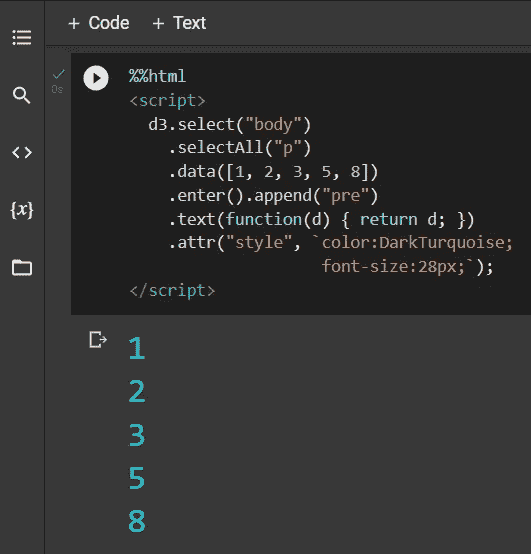 + Code + Text
%%html
0s
<script>
  d3.select("body")
    .selectAll("p")
    .data([1, 2, 3, 5, 8])
    .enter().append("pre")
    .text(function(d) { return d; })
    .attr("style", `color:DarkTurquoise;
                    font-size:28px;`);
</script>
{x}
1
2
3
5
8